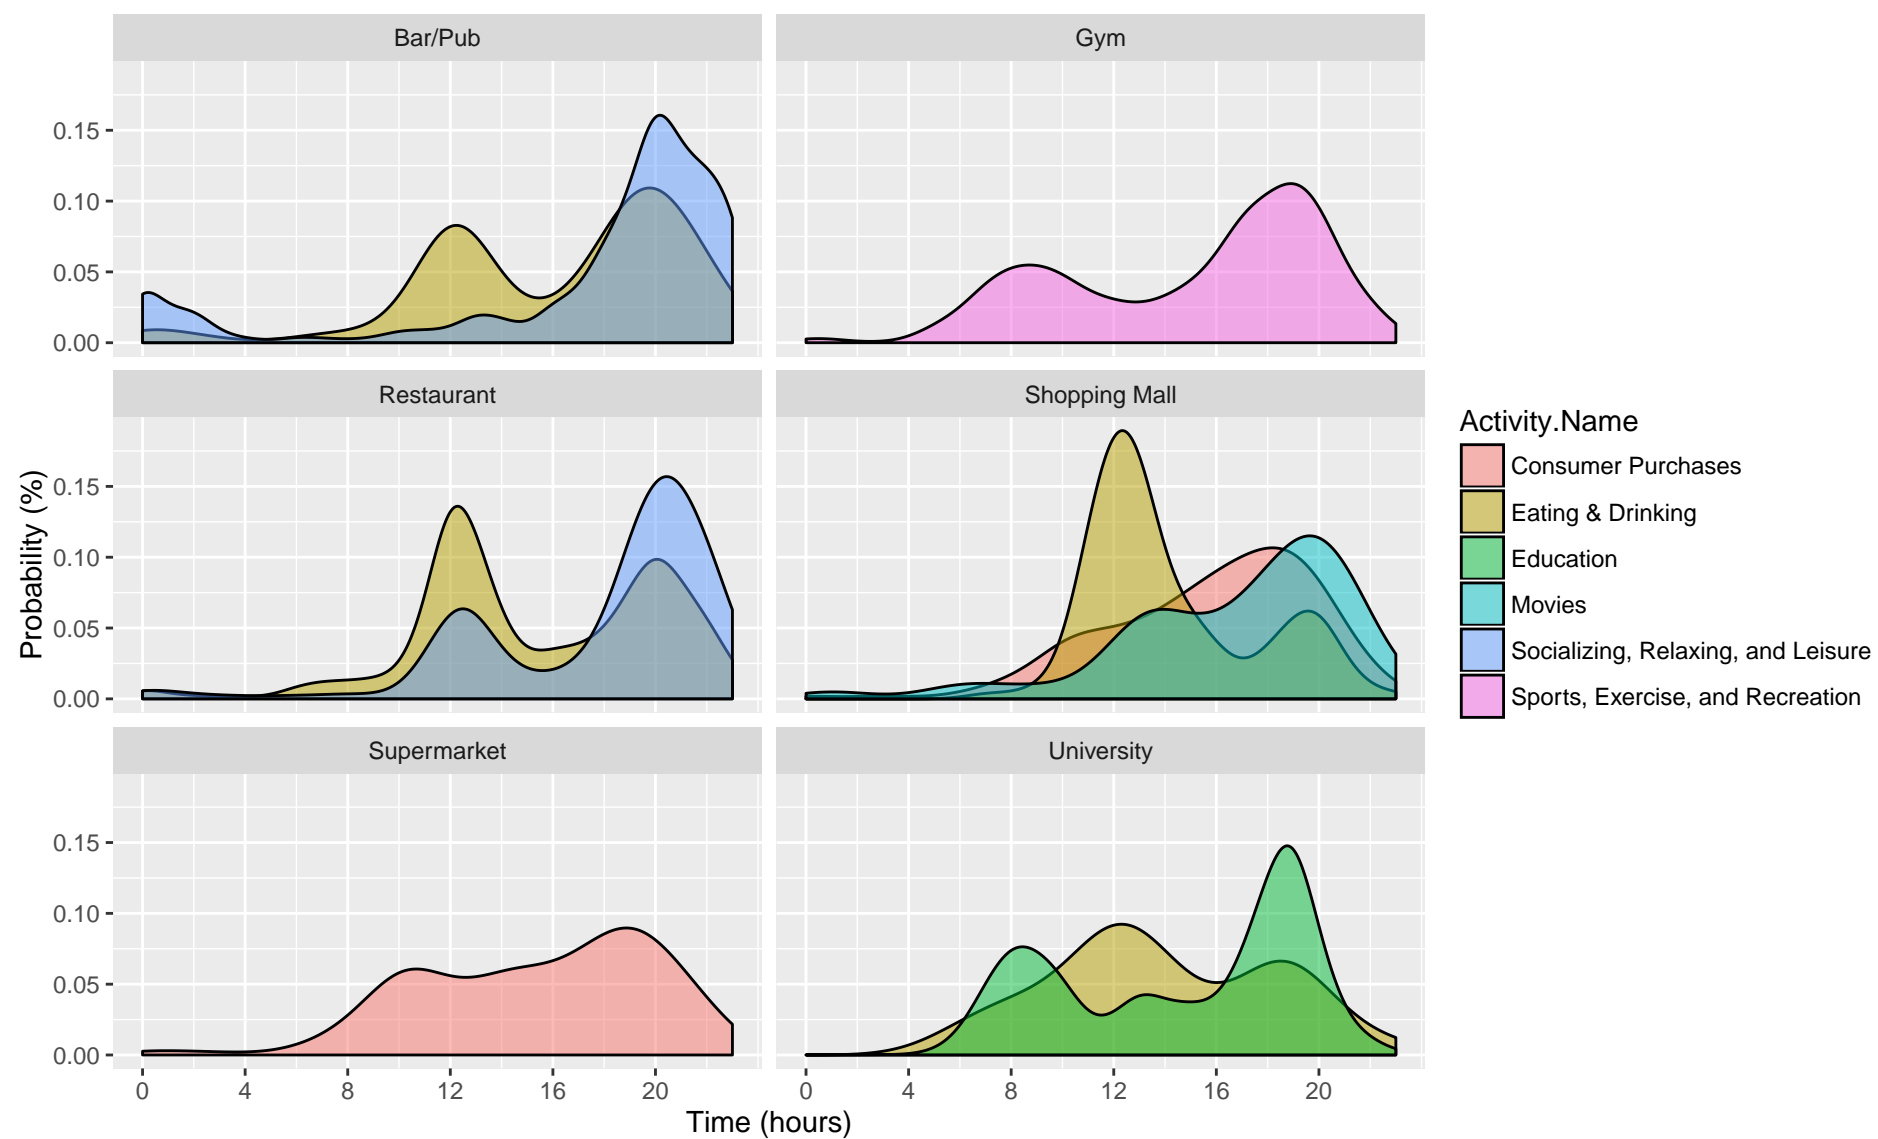 Bar/Pub
Gym
0.15
0.10
0.05
0.00
Restaurant
Shopping Mall
0.15
0.10
0.05
0.00
Supermarket
University
0.15
0.10
0.05
0.00
0 4 8 12 16 20
0 4 8 12 16 20
Time (hours)
Probability (%)
Activity.Name
Consumer Purchases
Eating & Drinking
Education
Movies
Socializing, Relaxing, and Leisure
Sports, Exercise, and Recreation